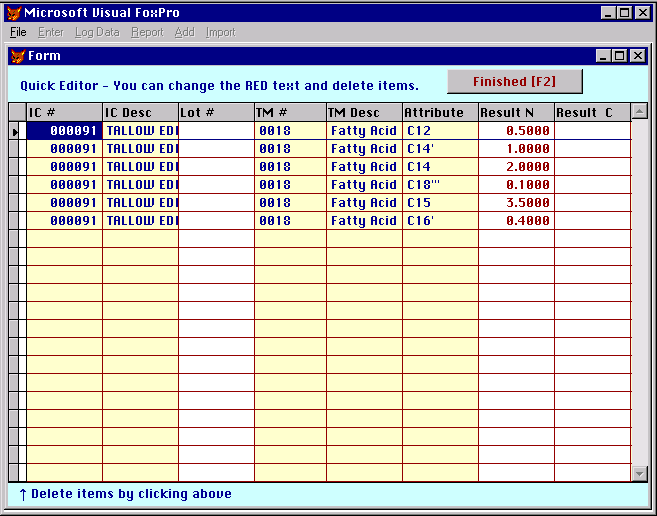 Microsoft Visual FoxPro
File Enter Log Data Report Add Import
Form
Quick Editor - You can change the RED text and delete items. Finished [F2]
IC # IC Desc Lot # TM # TM Desc Attribute Result N Result C
000091 TALLOW EDI 0018 Fatty Acid C12 0.5000
000091 TALLOW EDI 0018 Fatty Acid C14' 1.0000
000091 TALLOW EDI 0018 Fatty Acid C14 2.0000
000091 TALLOW EDI 0018 Fatty Acid C18''' 0.1000
000091 TALLOW EDI 0018 Fatty Acid C15 3.5000
000091 TALLOW EDI 0018 Fatty Acid C16' 0.4000
↑ Delete items by clicking above